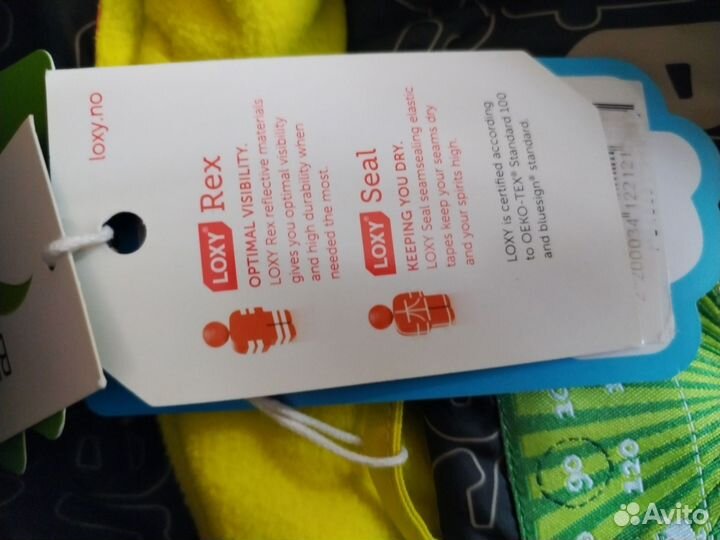 loxy.no
LOXY® Rex
OPTIMAL VISIBILITY.
LOXY Rex reflective materials
gives you optimal visibility
and high durability when
needed the most.
LOXY® Seal
KEEPING YOU DRY.
LOXY Seal seamsealing elastic
tapes keep your seams dry
and your spirits high.
LOXY is certified according
to OEKO-TEX® Standard 100
and bluesign® standard.
90
120
Avito